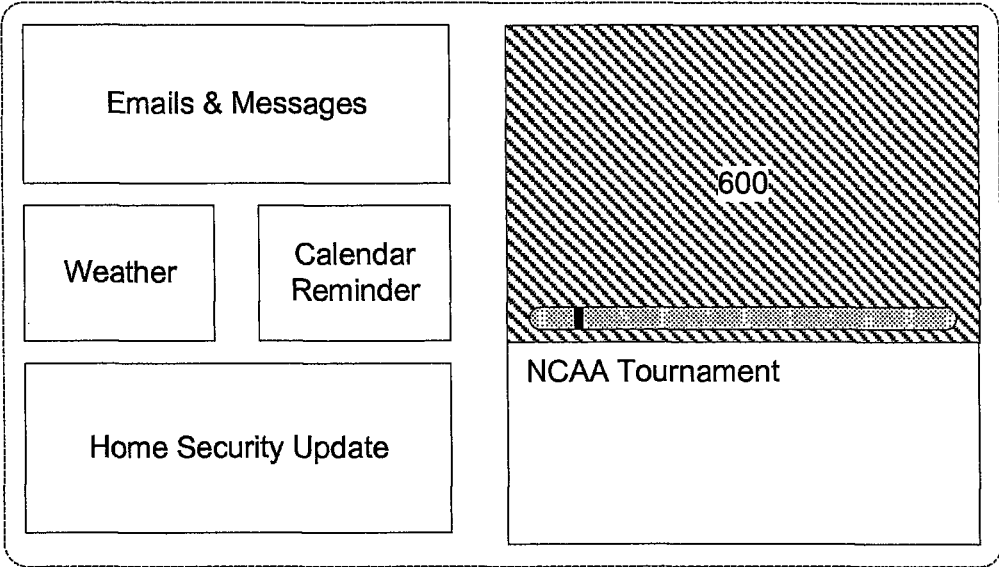 Emails & Messages
Weather
Calendar
Reminder
Home Security Update
600
NCAA Tournament